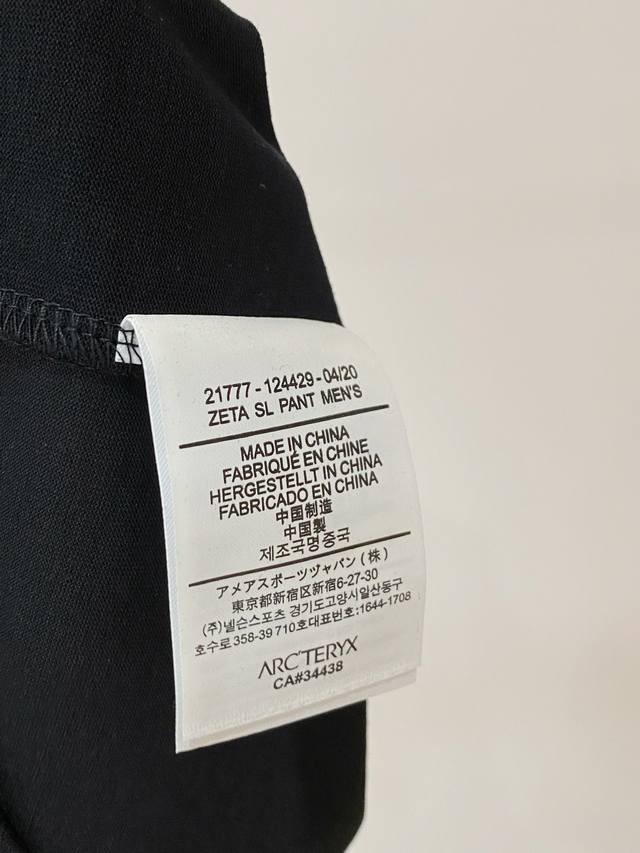 21777-124429-04/20
ZETA SL PANT MEN'S
MADE IN CHINA
FABRIQUÉ EN CHINE
HERGESTELLT IN CHINA
FABRICADO EN CHINA
中国制造
中国製
제조국명중국
アメアスポーツジャパン(株)
東京都新宿区新宿6-27-30
(주)넬슨스포츠 경기도고양시일산동구
호수로358-39 710호대표번호:1644-1708
ARC'TERYX
CA#34438